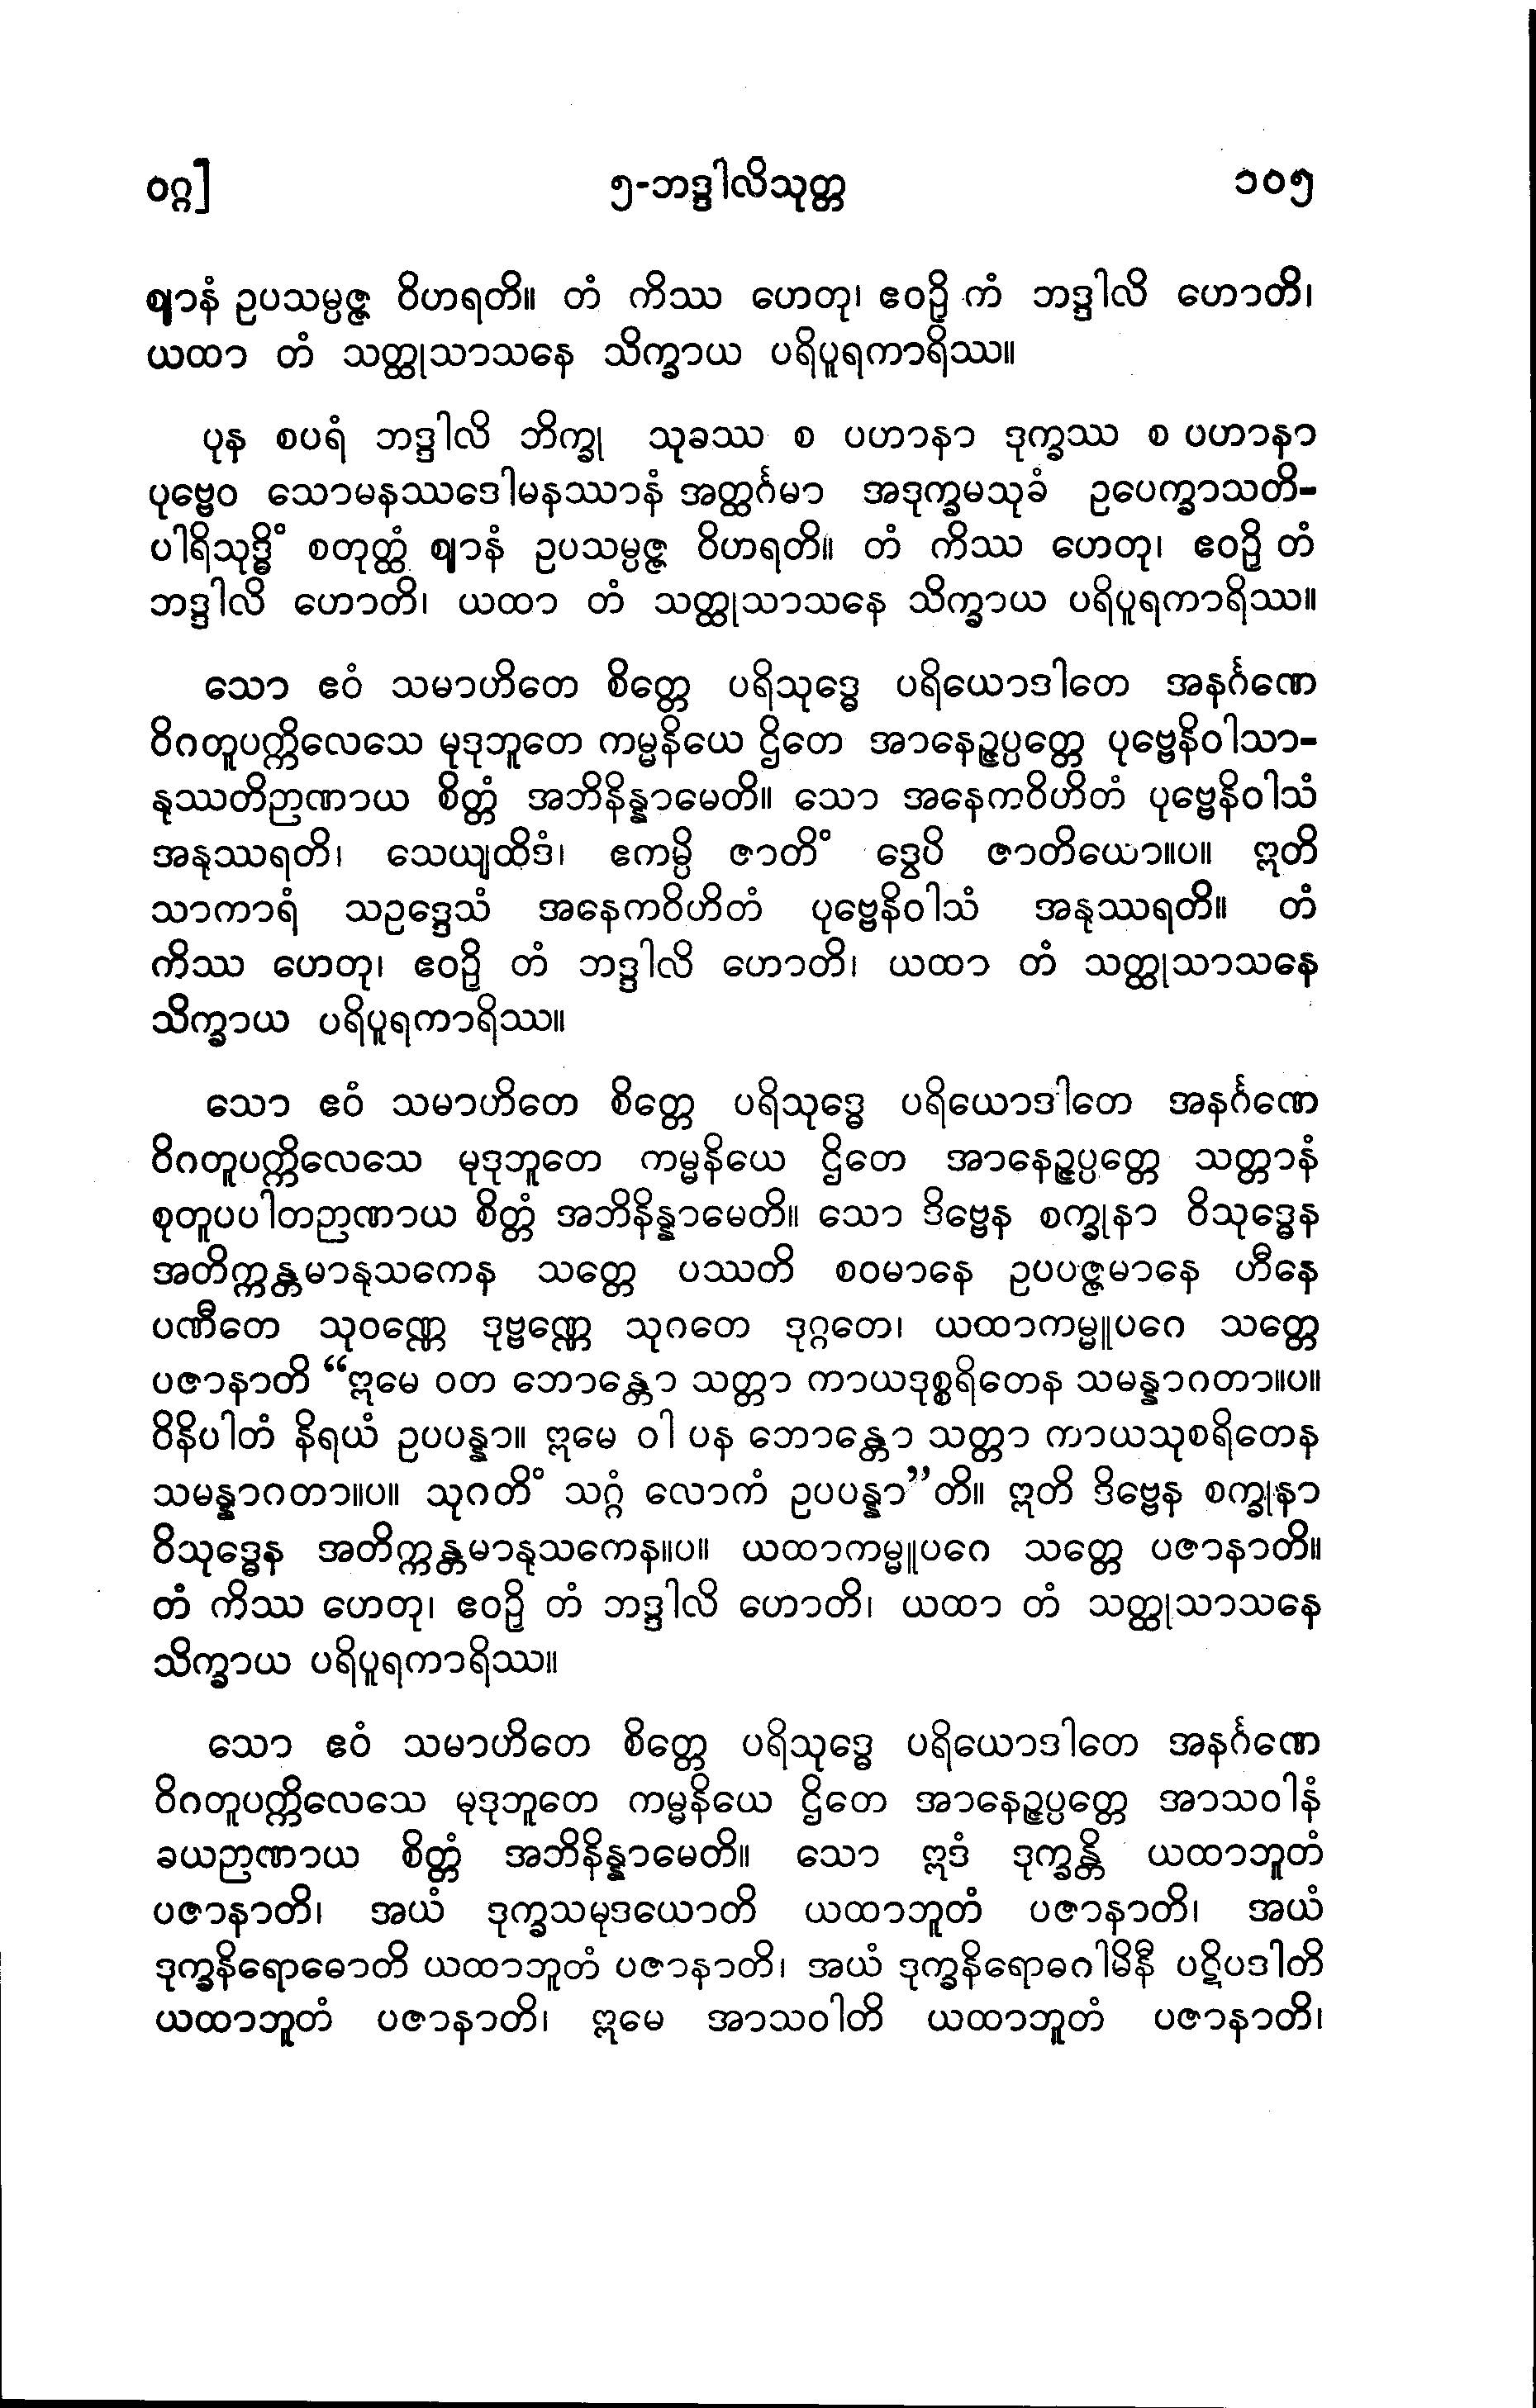 ဝဂ္ဂ]
၅-ဘဒ္ဒါလိသုတ္တ
၁ဝ၅
ဈာနံ ဥပသမ္ပဇ္ဇ ဝိဟရတိ။ တံ ကိဿ ဟေတု၊ ဧဝဉှိ ကံ ဘဒ္ဒါလိ ဟောတိ၊
ယထာ တံ သတ္ထုသာသနေ သိက္ခာယ ပရိပူရကာရိဿ။
ပုန စပရံ ဘဒ္ဒါလိ ဘိက္ခု သုခဿ စ ပဟာနာ ဒုက္ခဿ စ ပဟာနာ
ပုဗ္ဗေဝ သောမနဿဒေါမနဿာနံ အတ္ထင်္ဂမာ အဒုက္ခမသုခံ ဥပေက္ခာသတိ-
ပါရိသုဒ္ဓိံ စတုတ္ထံ ဈာနံ ဥပသမ္ပဇ္ဇ ဝိဟရတိ။ တံ ကိဿ ဟေတု၊ ဧဝဉှိ တံ
ဘဒ္ဒါလိ ဟောတိ၊ ယထာ တံ သတ္ထုသာသနေ သိက္ခာယ ပရိပူရကာရိဿ။
သော ဧဝံ သမာဟိတေ စိတ္တေ ပရိသုဒ္ဓေ ပရိယောဒါတေ အနင်္ဂဏေ
ဝိဂတူပက္ကိလေသေ မုဒုဘူတေ ကမ္မနိယေ ဌိတေ အာနေဉ္ဇပ္ပတ္တေ ပုဗ္ဗေနိဝါသာ-
နုဿတိဉာဏာယ စိတ္တံ အဘိနိန္နာမေတိ။ သော အနေကဝိဟိတံ ပုဗ္ဗေနိဝါသံ
အနုဿရတိ၊ သေယျထိဒံ၊ ဧကမ္ပိ ဇာတိံ ဒွေပိ ဇာတိယော။ပ။ ဣတိ
သာကာရံ သဥဒ္ဒေသံ အနေကဝိဟိတံ ပုဗ္ဗေနိဝါသံ အနုဿရတိ။ တံ
ကိဿ ဟေတု၊ ဧဝဉှိ တံ ဘဒ္ဒါလိ ဟောတိ၊ ယထာ တံ သတ္ထုသာသနေ
သိက္ခာယ ပရိပူရကာရိဿ။
သော ဧဝံ သမာဟိတေ စိတ္တေ ပရိသုဒ္ဓေ ပရိယောဒါတေ အနင်္ဂဏေ
ဝိဂတူပက္ကိလေသေ မုဒုဘူတေ ကမ္မနိယေ ဌိတေ အာနေဉ္ဇပ္ပတ္တေ သတ္တာနံ
စုတူပပါတဉာဏာယ စိတ္တံ အဘိနိန္နာမေတိ။ သော ဒိဗ္ဗေန စက္ခုနာ ဝိသုဒ္ဓေန
အတိက္ကန္တမာနုသကေန သတ္တေ ပဿတိ စဝမာနေ ဥပပဇ္ဇမာနေ ဟီနေ
ပဏီတေ သုဝဏ္ဏေ ဒုဗ္ဗဏ္ဏေ သုဂတေ ဒုဂ္ဂတေ၊ ယထာကမ္မူပဂေ သတ္တေ
ပဇာနာတိ “ဣမေ ဝတ ဘောန္တော သတ္တာ ကာယဒုစ္စရိတေန သမန္နာဂတာ။ပ။
ဝိနိပါတံ နိရယံ ဥပပန္နာ။ ဣမေ ဝါ ပန ဘောန္တော သတ္တာ ကာယသုစရိတေန
သမန္နာဂတာ။ပ။ သုဂတိံ သဂ္ဂံ လောကံ ဥပပန္နာ”တိ။ ဣတိ ဒိဗ္ဗေန စက္ခုနာ
ဝိသုဒ္ဓေန အတိက္ကန္တမာနုသကေန။ပ။ ယထာကမ္မူပဂေ သတ္တေ ပဇာနာတိ။
တံ ကိဿ ဟေတု၊ ဧဝဉှိ တံ ဘဒ္ဒါလိ ဟောတိ၊ ယထာ တံ သတ္ထုသာသနေ
သိက္ခာယ ပရိပူရကာရိဿ။
သော ဧဝံ သမာဟိတေ စိတ္တေ ပရိသုဒ္ဓေ ပရိယောဒါတေ အနင်္ဂဏေ
ဝိဂတူပက္ကိလေသေ မုဒုဘူတေ ကမ္မနိယေ ဌိတေ အာနေဉ္ဇပ္ပတ္တေ အာသဝါနံ
ခယဉာဏာယ စိတ္တံ အဘိနိန္နာမေတိ။ သော ဣဒံ ဒုက္ခန္တိ ယထာဘူတံ
ပဇာနာတိ၊ အယံ ဒုက္ခသမုဒယောတိ ယထာဘူတံ ပဇာနာတိ၊ အယံ
ဒုက္ခနိရောဓောတိ ယထာဘူတံ ပဇာနာတိ၊ အယံ ဒုက္ခနိရောဓဂါမိနီ ပဋိပဒါတိ
ယထာဘူတံ ပဇာနာတိ၊ ဣမေ အာသဝါတိ ယထာဘူတံ ပဇာနာတိ၊